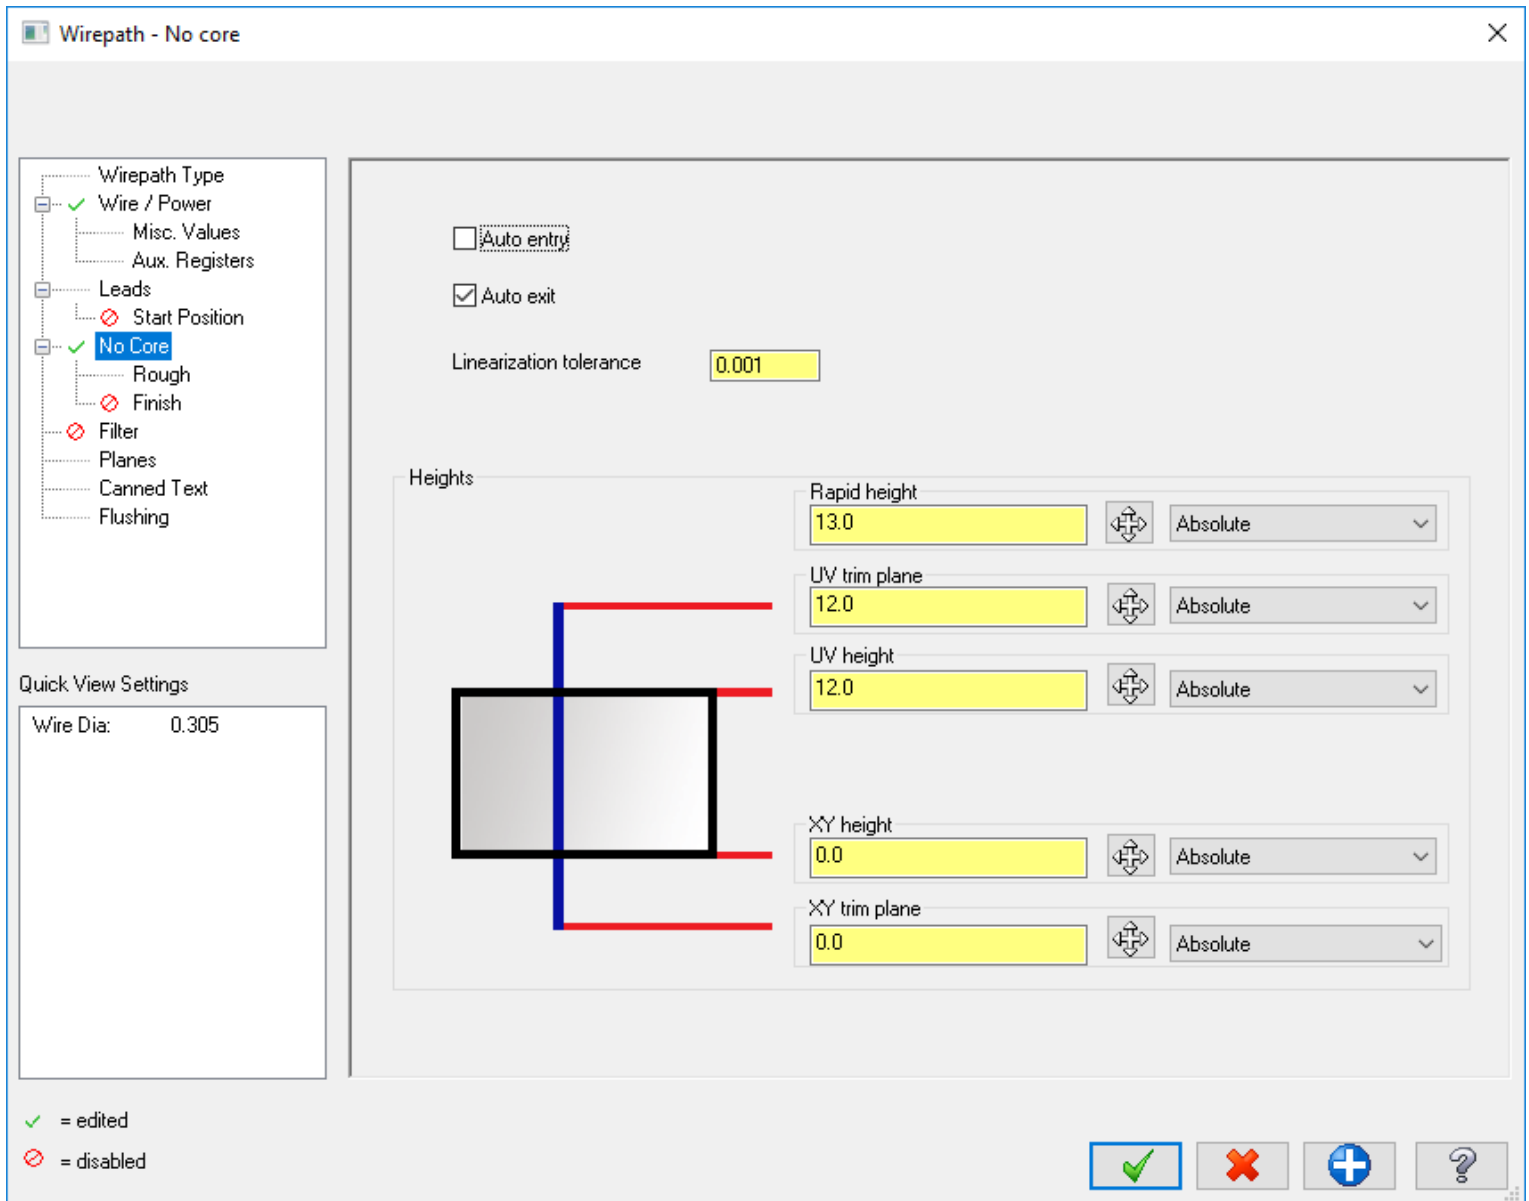 Wirepath - No core
Wirepath Type
Wire / Power
Misc. Values
Aux. Registers
Leads
Start Position
No Core
Rough
Finish
Filter
Planes
Canned Text
Flushing
Quick View Settings
Wire Dia: 0.305
= edited
= disabled
Auto entry
Auto exit
Linearization tolerance 0.001
Heights
Rapid height
13.0 Absolute
UV trim plane
12.0 Absolute
UV height
12.0 Absolute
XY height
0.0 Absolute
XY trim plane
0.0 Absolute